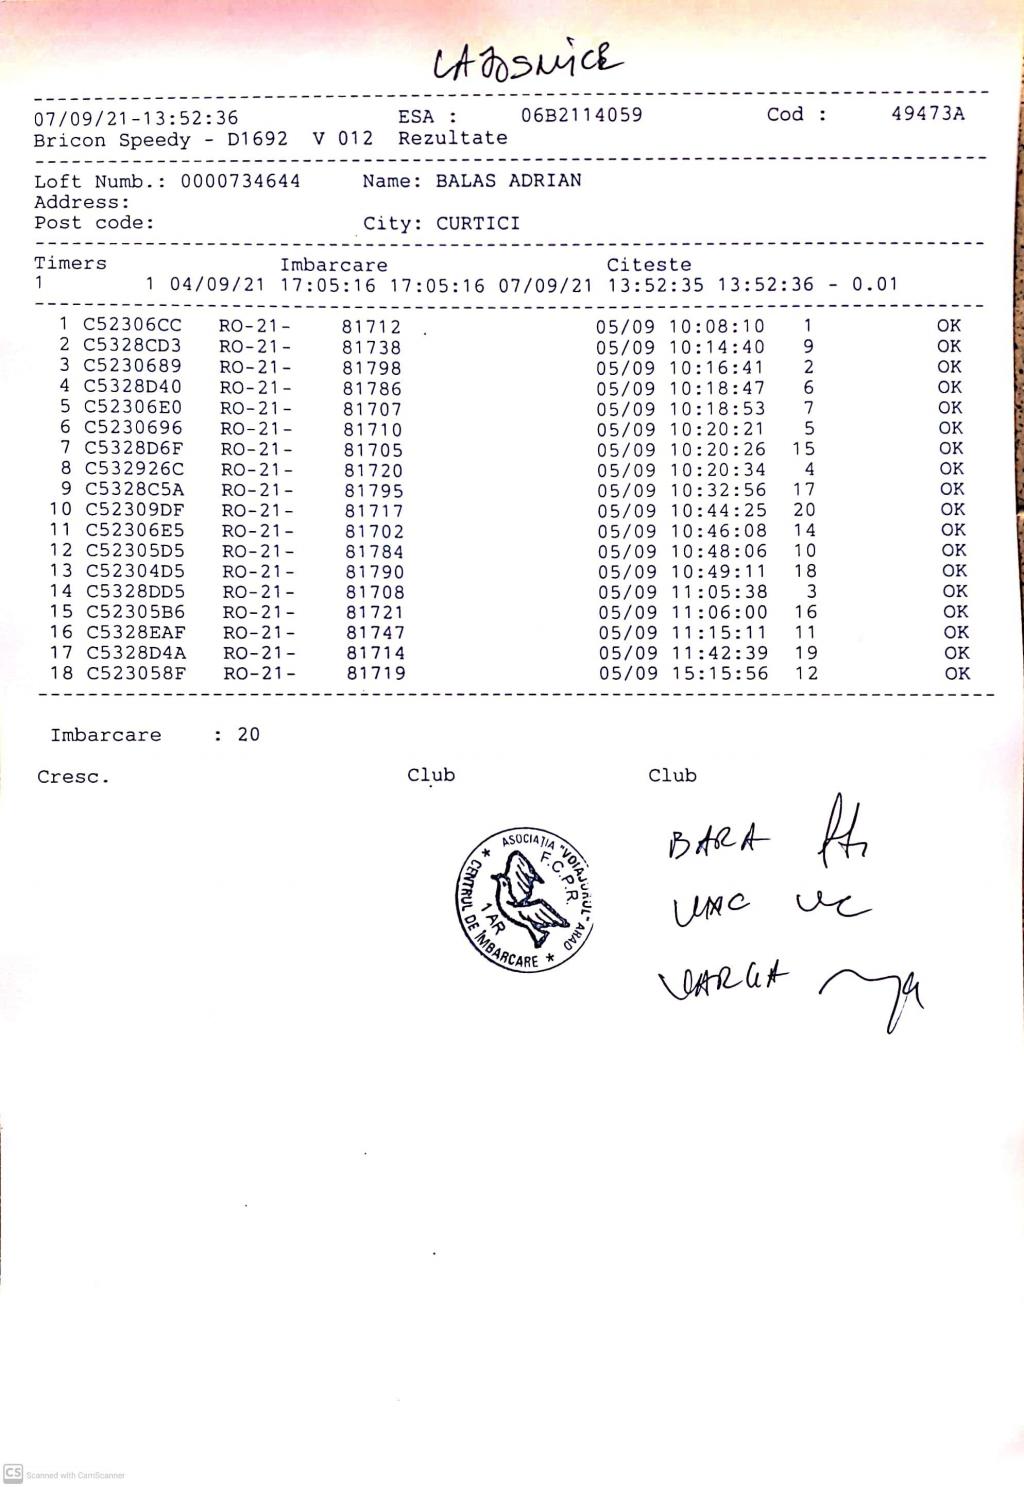 07/09/21-13:52:36 ESA : 06B2114059 Cod : 49473A
Bricon Speedy - D1692 V 012 Rezultate
Loft Numb.: 0000734644 Name: BALAS ADRIAN
Address:
Post code: City: CURTICI
Timers Imbarcare Citeste
1 1 04/09/21 17:05:16 17:05:16 07/09/21 13:52:35 13:52:36 - 0.01
1 C52306CC RO-21- 81712 05/09 10:08:10 1 OK
2 C5328CD3 RO-21- 81738 05/09 10:14:40 9 OK
3 C5230689 RO-21- 81798 05/09 10:16:41 2 OK
4 C5328D40 RO-21- 81786 05/09 10:18:47 6 OK
5 C52306E0 RO-21- 81707 05/09 10:18:53 7 OK
6 C5230696 RO-21- 81710 05/09 10:20:21 5 OK
7 C5328D6F RO-21- 81705 05/09 10:20:26 15 OK
8 C532926C RO-21- 81720 05/09 10:20:34 4 OK
9 C5328C5A RO-21- 81795 05/09 10:32:56 17 OK
10 C52309DF RO-21- 81717 05/09 10:44:25 20 OK
11 C52306E5 RO-21- 81702 05/09 10:46:08 14 OK
12 C52305D5 RO-21- 81784 05/09 10:48:06 10 OK
13 C52304D5 RO-21- 81790 05/09 10:49:11 18 OK
14 C5328DD5 RO-21- 81708 05/09 11:05:38 3 OK
15 C52305B6 RO-21- 81721 05/09 11:06:00 16 OK
16 C5328EAF RO-21- 81747 05/09 11:15:11 11 OK
17 C5328D4A RO-21- 81714 05/09 11:42:39 19 OK
18 C523058F RO-21- 81719 05/09 15:15:56 12 OK
Imbarcare : 20
Cresc. Club Club
ASOCIAȚIA "VOIAJORUL" ARAD
F.C.P.R.
1 AR
* CENTRUL DE ÎMBARCARE *
BARA
VARGA
CS Scanned with CamScanner